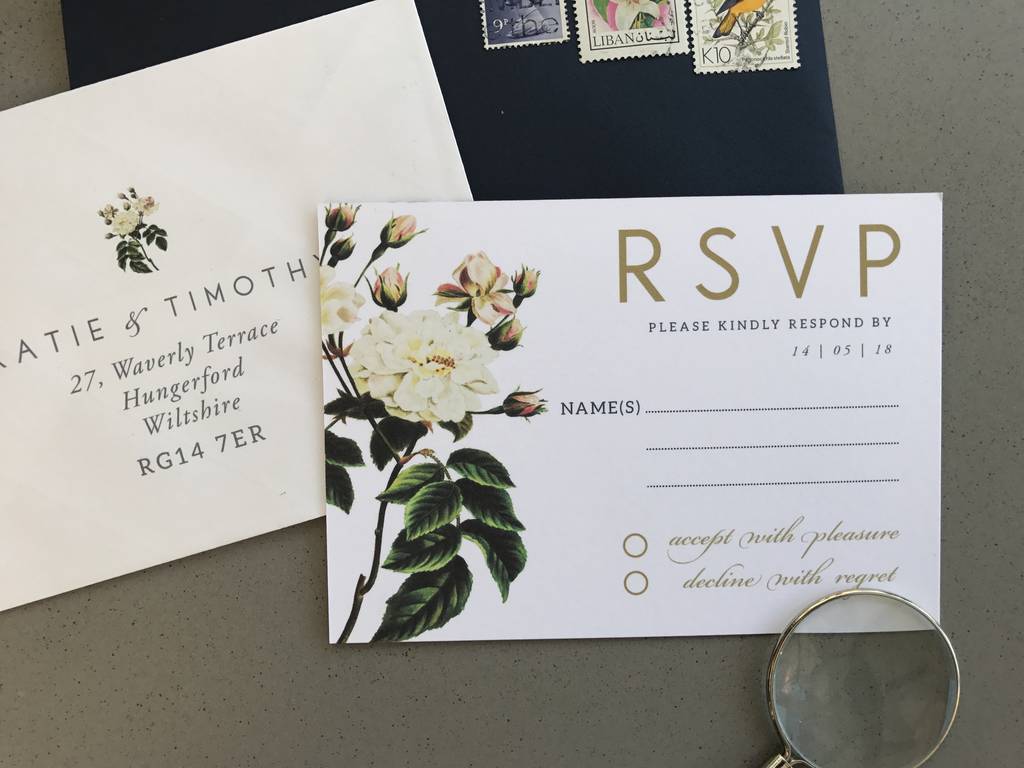 9P
LIBAN لبنان
K10
KATIE & TIMOTHY
27, Waverly Terrace
Hungerford
Wiltshire
RG14 7ER
RSVP
PLEASE KINDLY RESPOND BY
14 | 05 | 18
NAME(S)
accept with pleasure
decline with regret